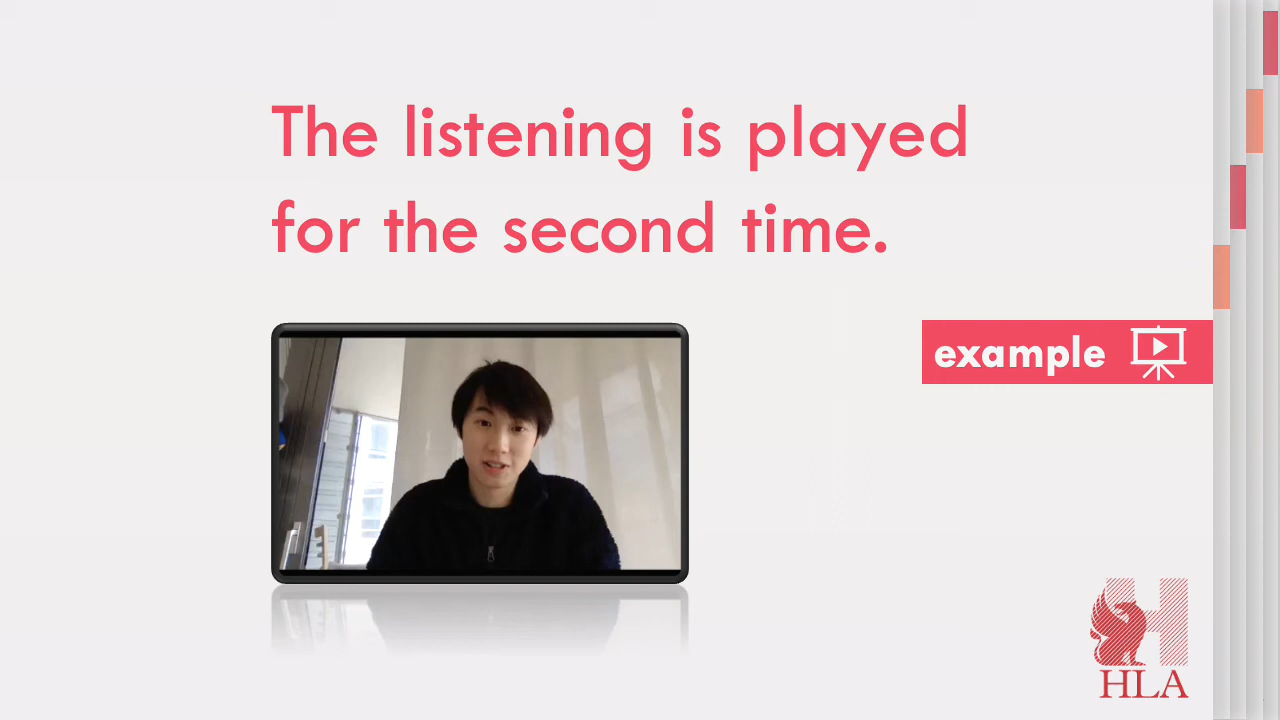 The listening is played
for the second time.
example
HLA